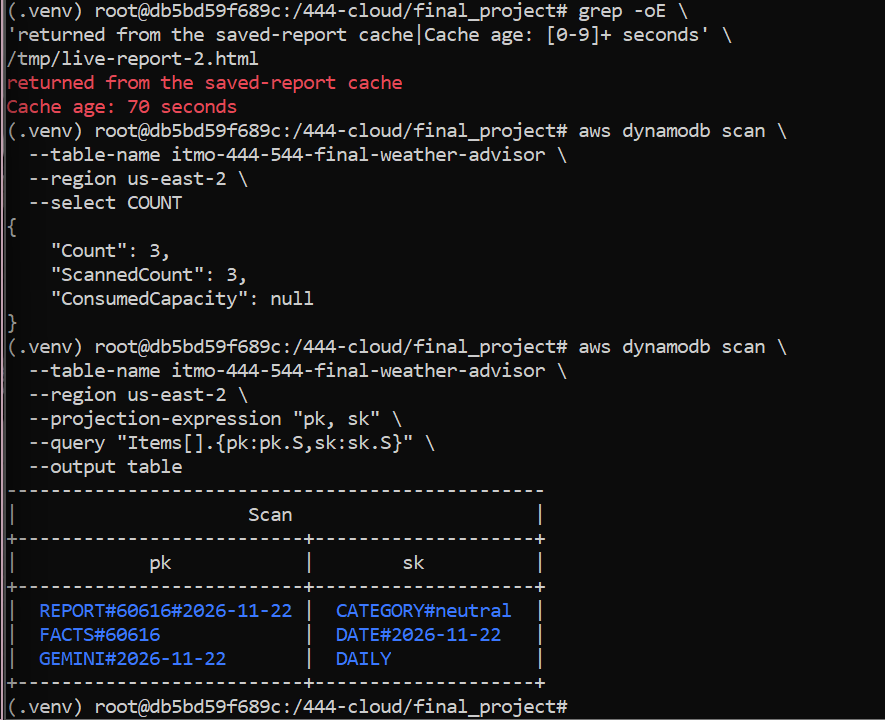 (.venv) root@db5bd59f689c:/444-cloud/final_project# grep -oE \
'returned from the saved-report cache|Cache age: [0-9]+ seconds' \
/tmp/live-report-2.html
returned from the saved-report cache
Cache age: 70 seconds
(.venv) root@db5bd59f689c:/444-cloud/final_project# aws dynamodb scan \
  --table-name itmo-444-544-final-weather-advisor \
  --region us-east-2 \
  --select COUNT
{
    "Count": 3,
    "ScannedCount": 3,
    "ConsumedCapacity": null
}
(.venv) root@db5bd59f689c:/444-cloud/final_project# aws dynamodb scan \
  --table-name itmo-444-544-final-weather-advisor \
  --region us-east-2 \
  --projection-expression "pk, sk" \
  --query "Items[].{pk:pk.S,sk:sk.S}" \
  --output table
-------------------------------------------------
|                     Scan                      |
+---------------------------+--------------------+
|            pk             |        sk          |
+---------------------------+--------------------+
|  REPORT#60616#2026-11-22  |  CATEGORY#neutral  |
|  FACTS#60616              |  DATE#2026-11-22   |
|  GEMINI#2026-11-22        |  DAILY             |
+---------------------------+--------------------+
(.venv) root@db5bd59f689c:/444-cloud/final_project#